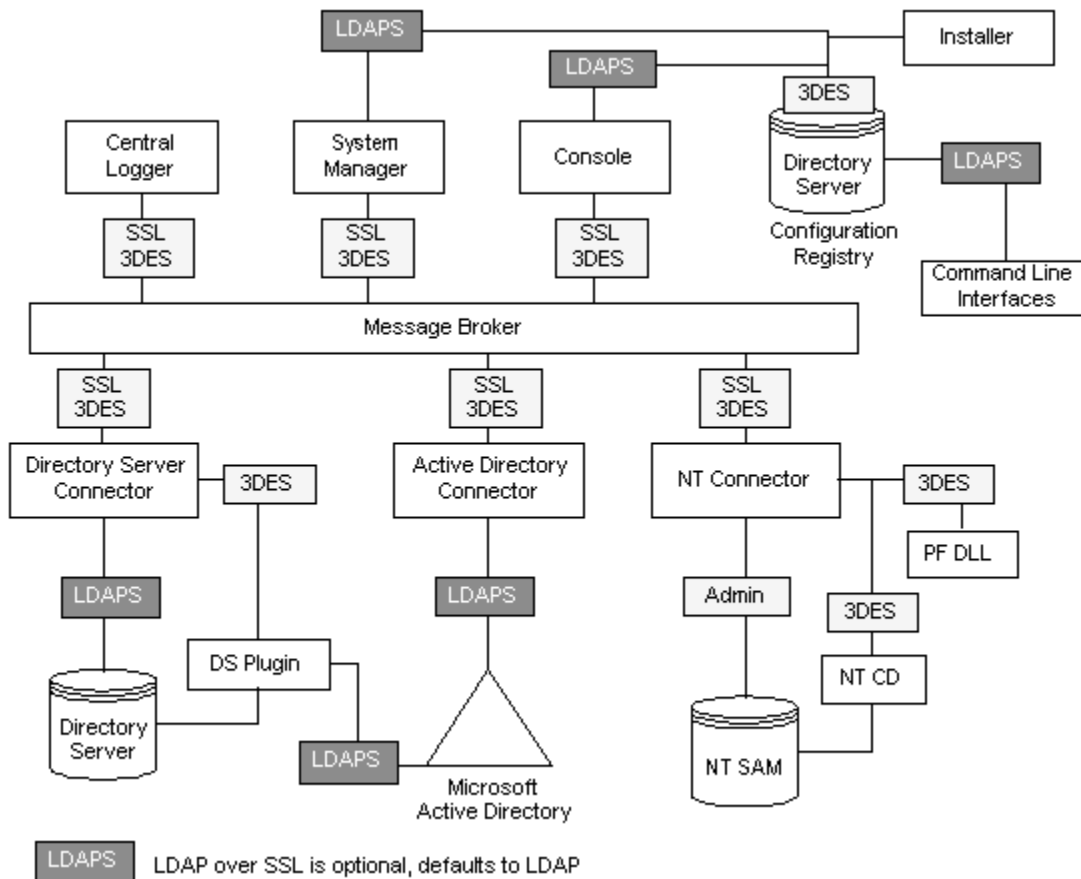 LDAPS
Installer
LDAPS
3DES
Central
Logger
System
Manager
Console
Directory
Server
LDAPS
SSL
3DES
SSL
3DES
SSL
3DES
Configuration
Registry
Command Line
Interfaces
Message Broker
SSL
3DES
SSL
3DES
SSL
3DES
Directory Server
Connector
3DES
Active Directory
Connector
NT Connector
3DES
PF DLL
LDAPS
LDAPS
Admin
3DES
DS Plugin
NT CD
Directory
Server
LDAPS
NT SAM
Microsoft
Active Directory
LDAPS
LDAP over SSL is optional, defaults to LDAP